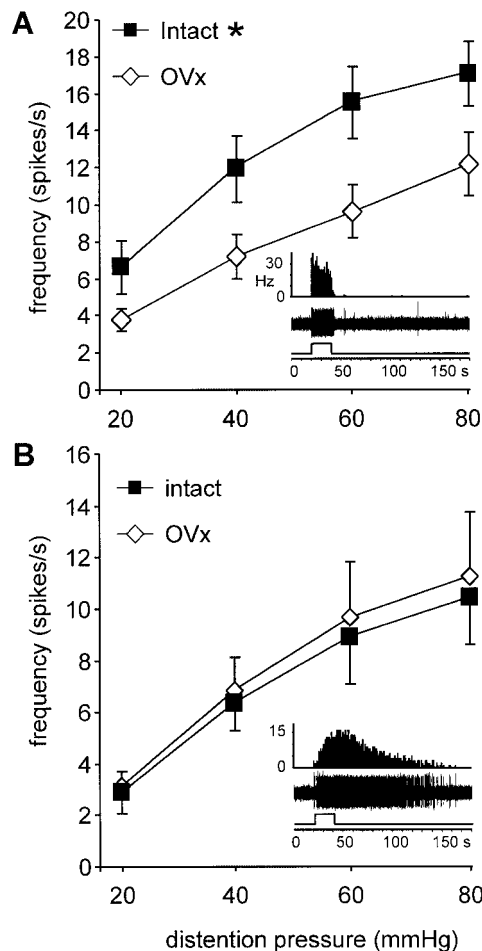 A
Intact *
OVx
frequency (spikes/s)
20
18
16
14
12
10
8
6
4
2
0
20 40 60 80
30
Hz
0
0 50 100 150 s
B
intact
OVx
frequency (spikes/s)
16
14
12
10
8
6
4
2
0
20 40 60 80
15
0
0 50 100 150 s
distention pressure (mmHg)